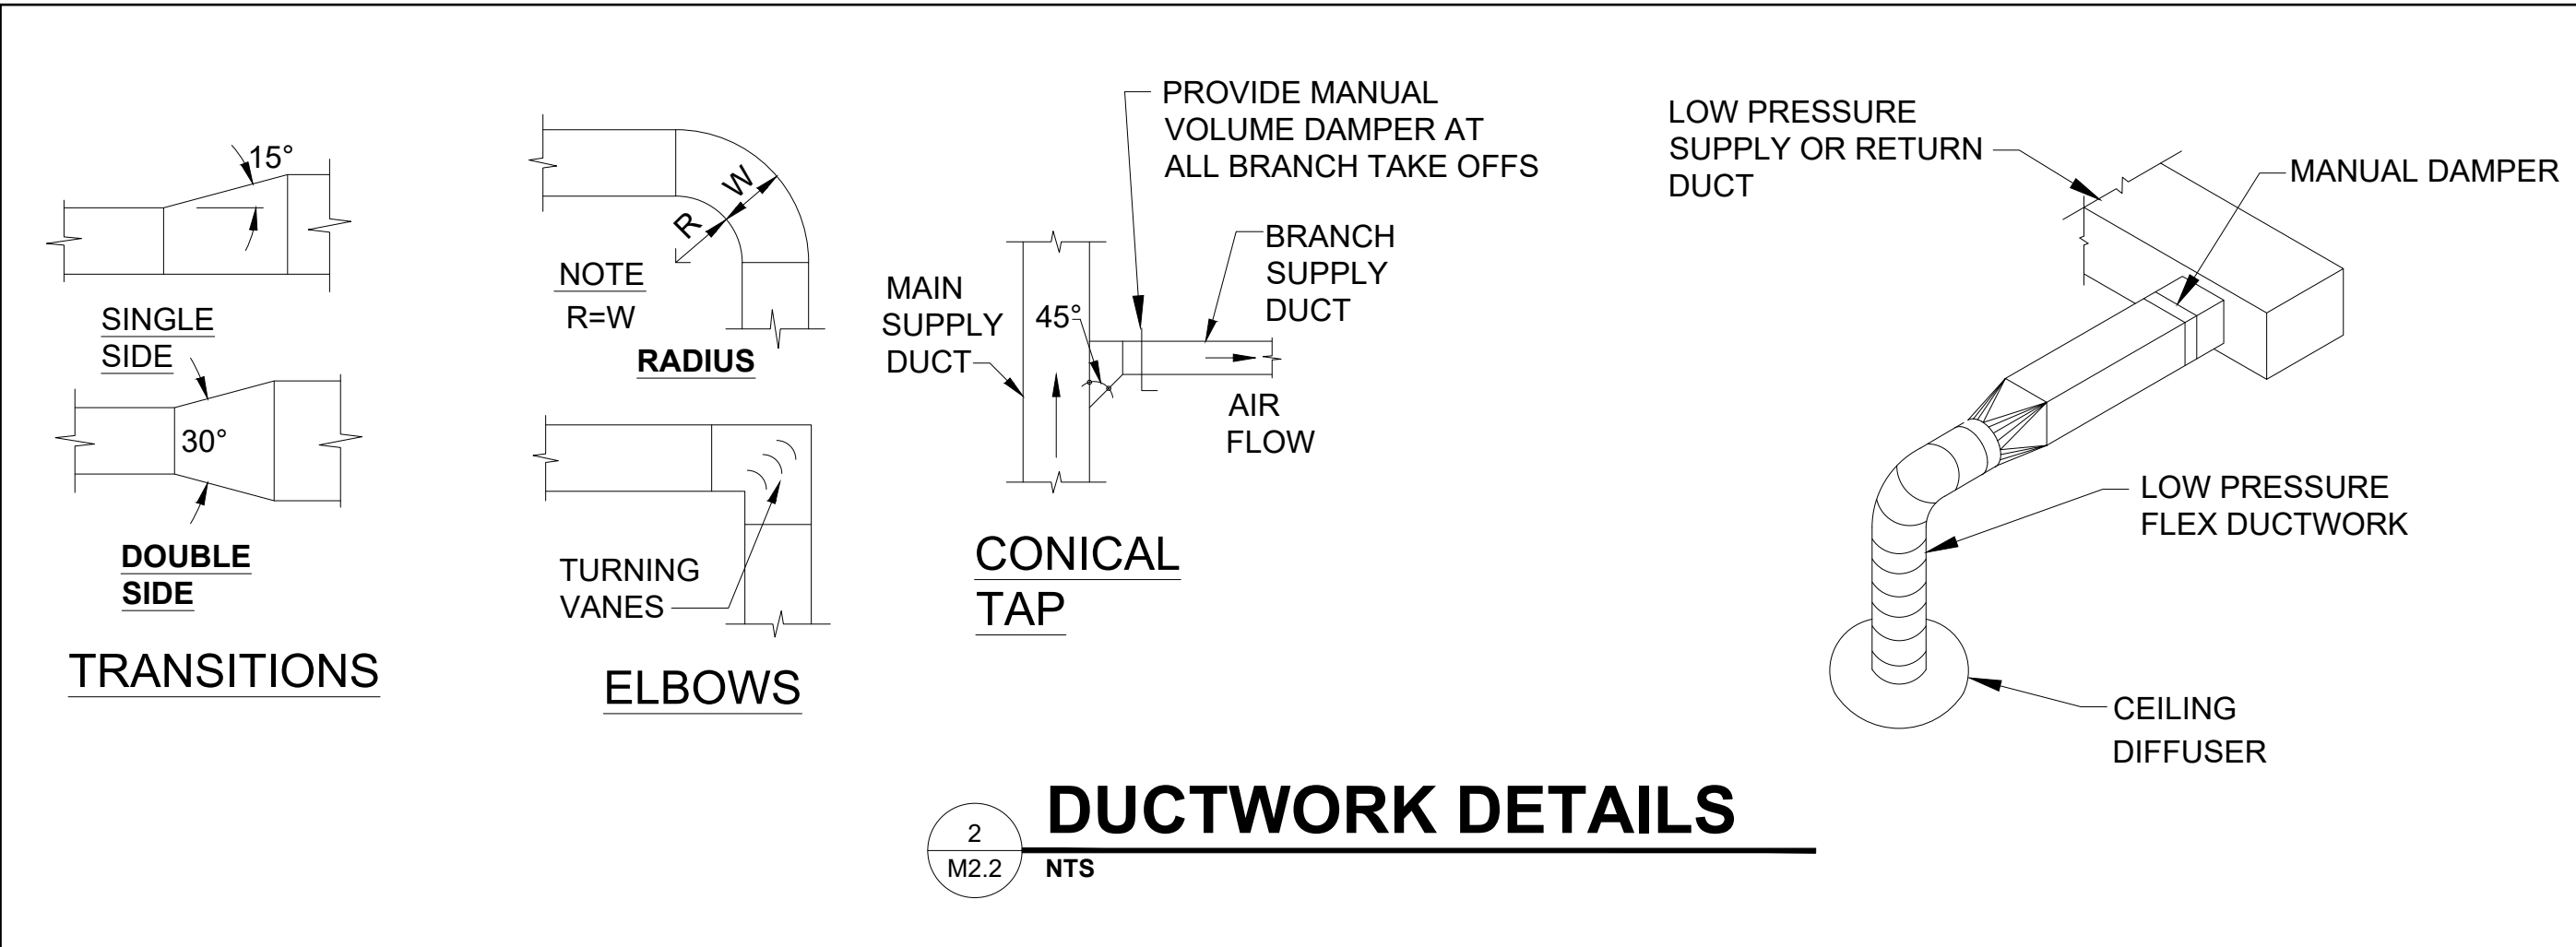 15°
SINGLE
SIDE
30°
DOUBLE
SIDE
TRANSITIONS
W
R
NOTE
R=W
RADIUS
TURNING
VANES
ELBOWS
PROVIDE MANUAL
VOLUME DAMPER AT
ALL BRANCH TAKE OFFS
BRANCH
SUPPLY
DUCT
MAIN
SUPPLY
DUCT
45°
AIR
FLOW
CONICAL
TAP
LOW PRESSURE
SUPPLY OR RETURN
DUCT
MANUAL DAMPER
LOW PRESSURE
FLEX DUCTWORK
CEILING
DIFFUSER
2
M2.2
DUCTWORK DETAILS
NTS